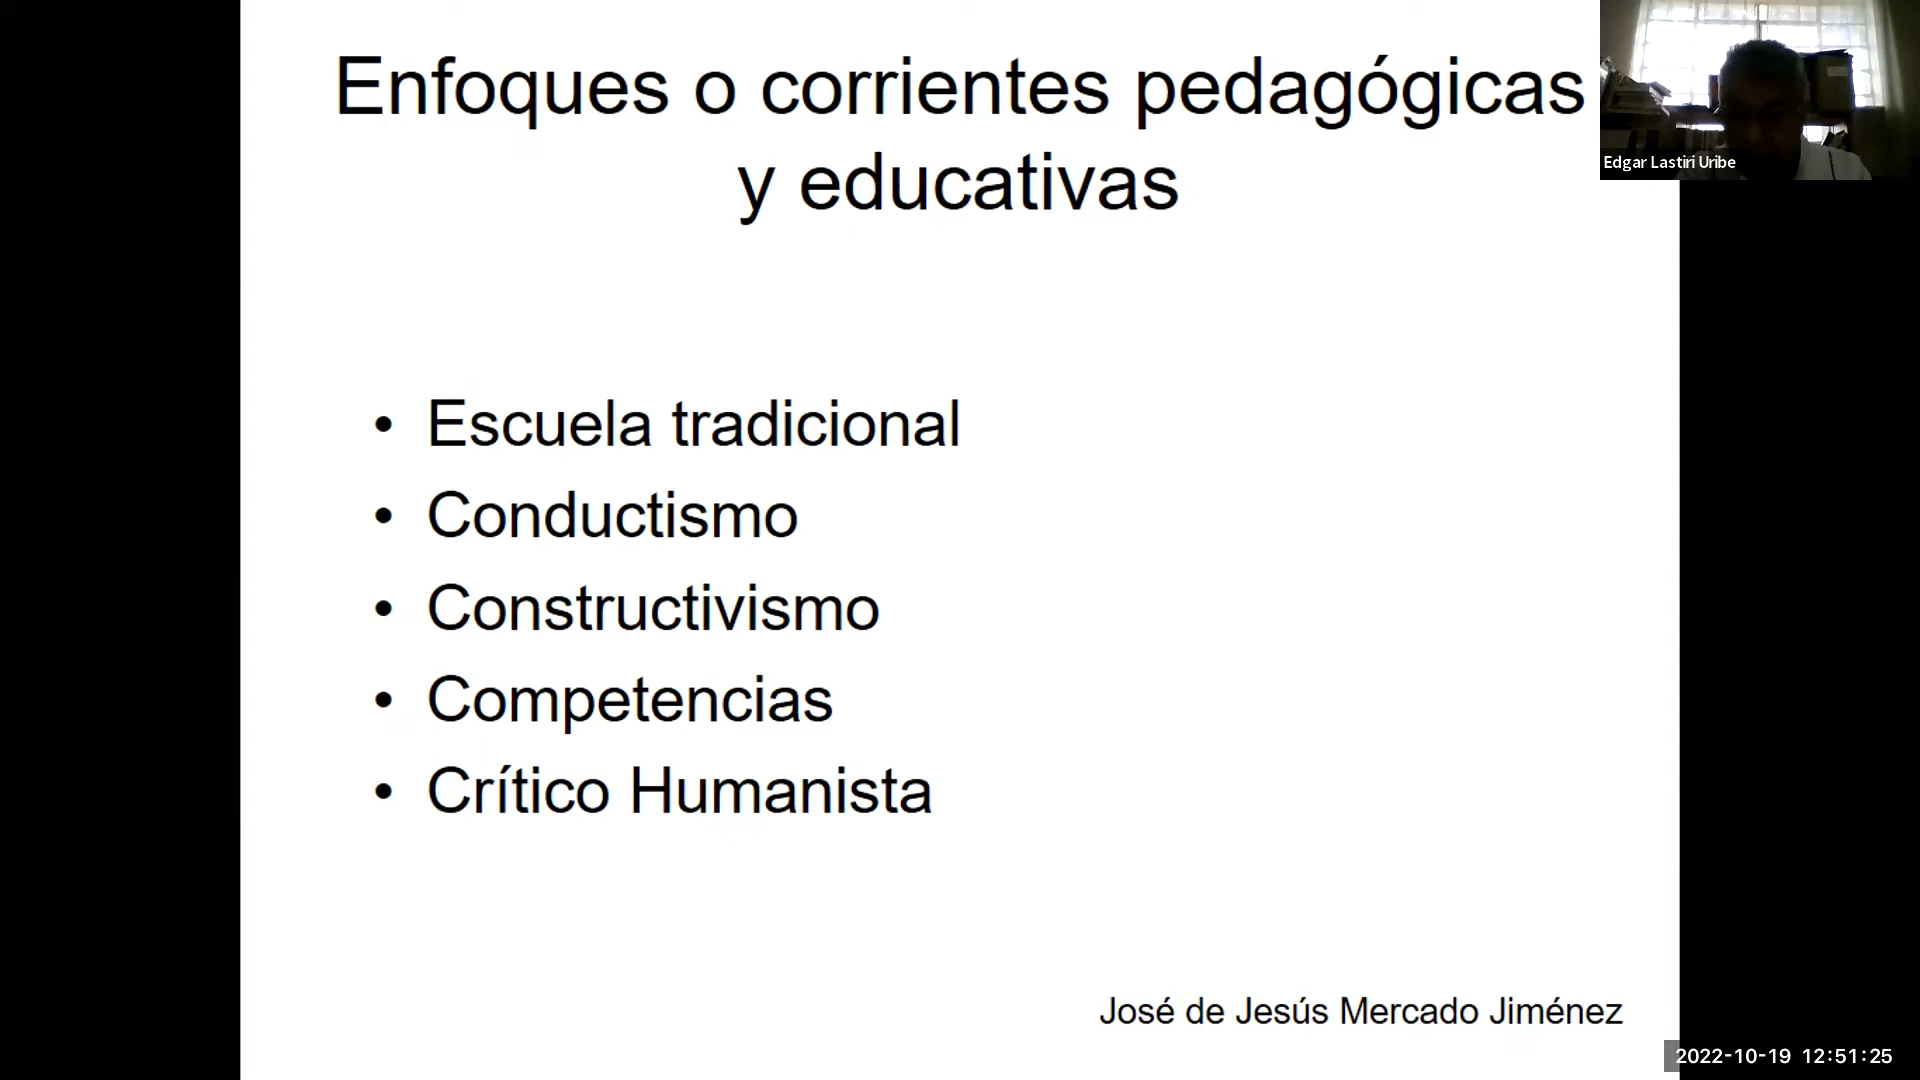 Enfoques o corrientes pedagógicas
y educativas
Edgar Lastiri Uribe
• Escuela tradicional
• Conductismo
• Constructivismo
• Competencias
• Crítico Humanista
José de Jesús Mercado Jiménez
2022-10-19 12:51:25